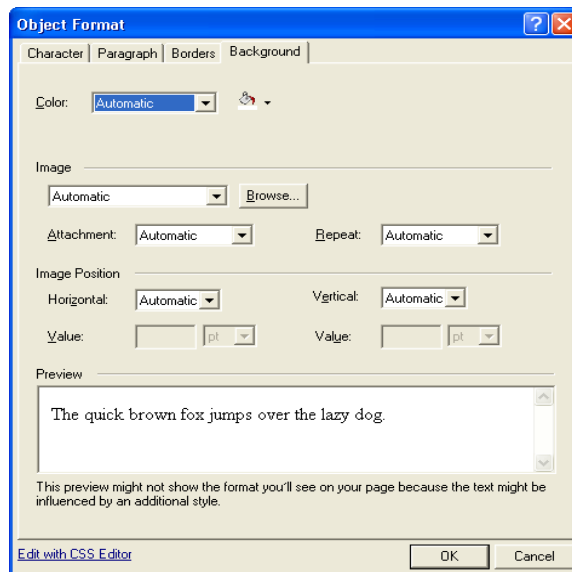 Object Format
Character Paragraph Borders Background
Color: Automatic
Image
Automatic Browse...
Attachment: Automatic Repeat: Automatic
Image Position
Horizontal: Automatic Vertical: Automatic
Value: pt Value: pt
Preview
The quick brown fox jumps over the lazy dog.
This preview might not show the format you'll see on your page because the text might be
influenced by an additional style.
Edit with CSS Editor OK Cancel